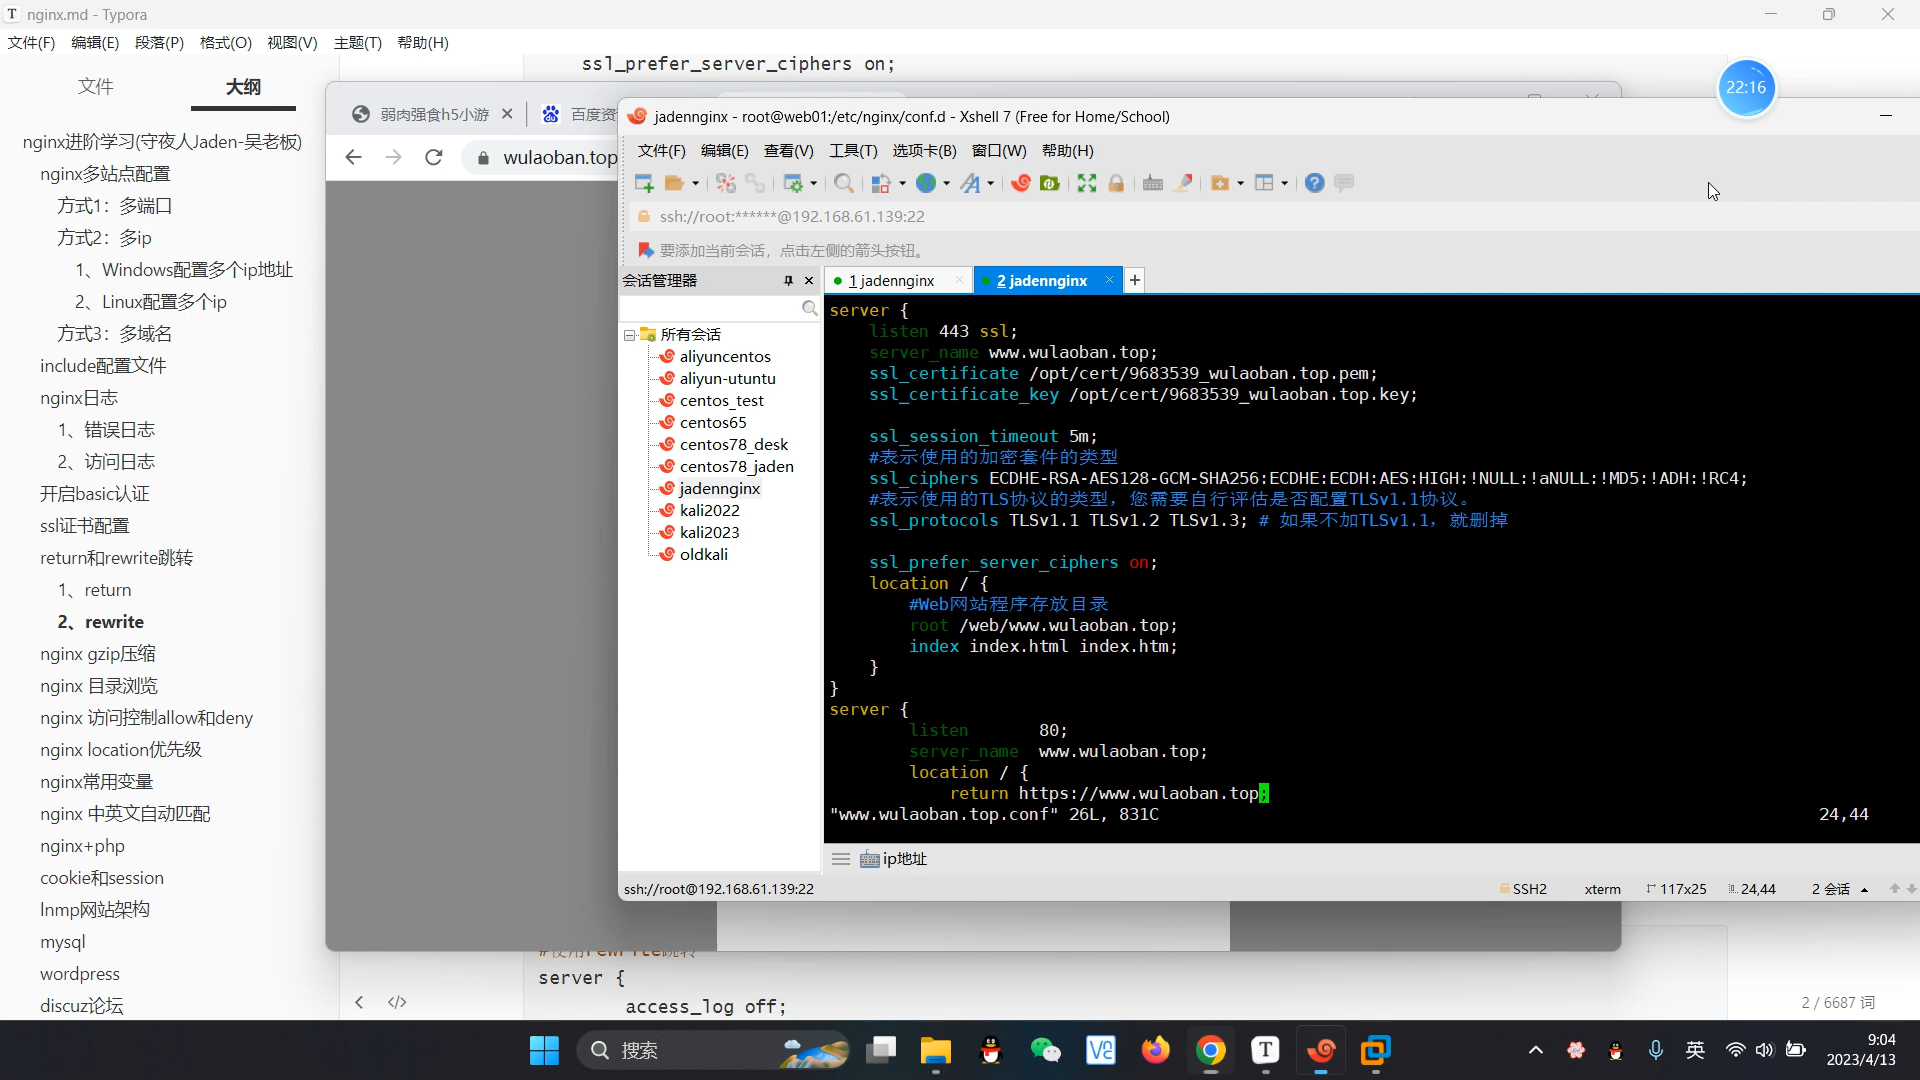 nginx.md - Typora
文件(F) 编辑(E) 段落(P) 格式(O) 视图(V) 主题(T) 帮助(H)
文件 大纲
nginx进阶学习(守夜人Jaden-吴老板)
nginx多站点配置
方式1：多端口
方式2：多ip
1、Windows配置多个ip地址
2、Linux配置多个ip
方式3：多域名
include配置文件
nginx日志
1、错误日志
2、访问日志
开启basic认证
ssl证书配置
return和rewrite跳转
1、return
2、rewrite
nginx gzip压缩
nginx 目录浏览
nginx 访问控制allow和deny
nginx location优先级
nginx常用变量
nginx 中英文自动匹配
nginx+php
cookie和session
lnmp网站架构
mysql
wordpress
discuz论坛
ssl_prefer_server_ciphers on;
22:16
弱肉强食h5小游
百度资
wulaoban.top
jadennginx - root@web01:/etc/nginx/conf.d - Xshell 7 (Free for Home/School)
文件(F) 编辑(E) 查看(V) 工具(T) 选项卡(B) 窗口(W) 帮助(H)
ssh://root:******@192.168.61.139:22
要添加当前会话，点击左侧的箭头按钮。
会话管理器
1 jadennginx
2 jadennginx
所有会话
aliyuncentos
aliyun-utuntu
centos_test
centos65
centos78_desk
centos78_jaden
jadennginx
kali2022
kali2023
oldkali
server {
listen 443 ssl;
server_name www.wulaoban.top;
ssl_certificate /opt/cert/9683539_wulaoban.top.pem;
ssl_certificate_key /opt/cert/9683539_wulaoban.top.key;
ssl_session_timeout 5m;
#表示使用的加密套件的类型
ssl_ciphers ECDHE-RSA-AES128-GCM-SHA256:ECDHE:ECDH:AES:HIGH:!NULL:!aNULL:!MD5:!ADH:!RC4;
#表示使用的TLS协议的类型，您需要自行评估是否配置TLSv1.1协议。
ssl_protocols TLSv1.1 TLSv1.2 TLSv1.3; # 如果不加TLSv1.1，就删掉
ssl_prefer_server_ciphers on;
location / {
#Web网站程序存放目录
root /web/www.wulaoban.top;
index index.html index.htm;
}
}
server {
listen 80;
server_name www.wulaoban.top;
location / {
return https://www.wulaoban.top;
"www.wulaoban.top.conf" 26L, 831C 24,44
ip地址
ssh://root@192.168.61.139:22 SSH2 xterm 117x25 24,44 2 会话
#使用rewrite跳转
server {
access_log off;
2 / 6687 词
搜索
英
9:04
2023/4/13